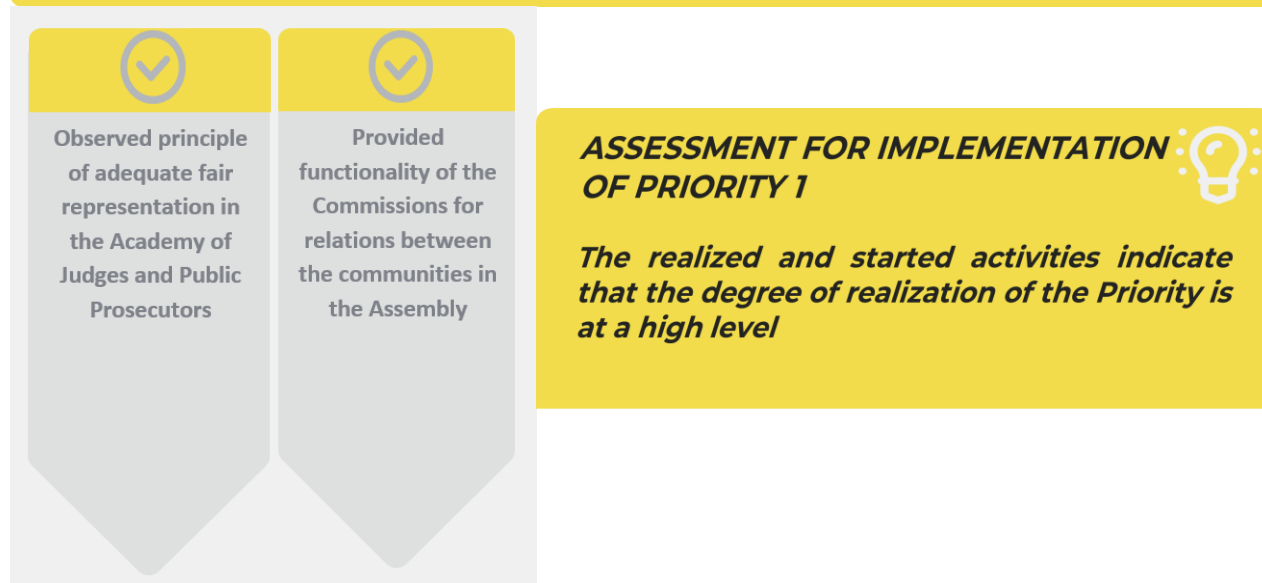 Observed principle
of adequate fair
representation in
the Academy of
Judges and Public
Prosecutors
Provided
functionality of the
Commissions for
relations between
the communities in
the Assembly
ASSESSMENT FOR IMPLEMENTATION
OF PRIORITY 1
The realized and started activities indicate
that the degree of realization of the Priority is
at a high level